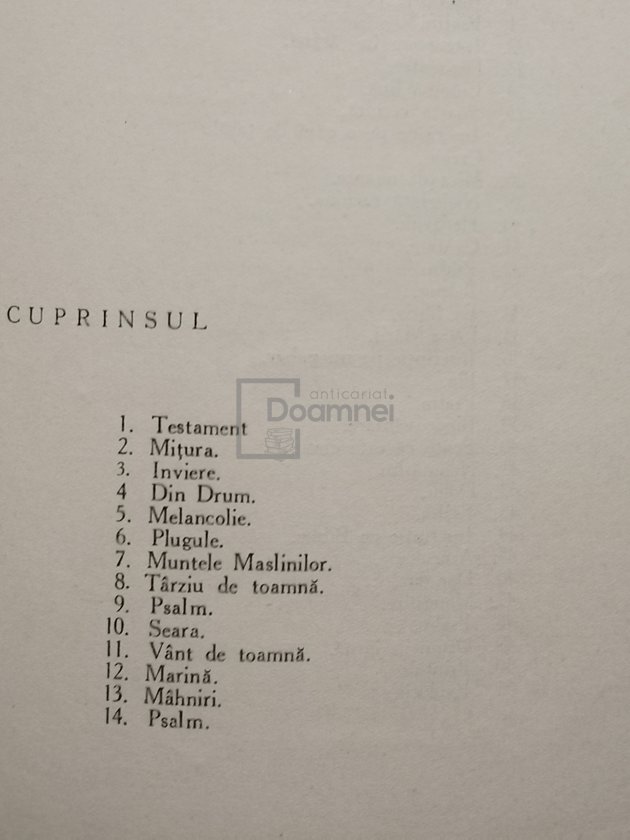 CUPRINSUL
anticariat
Doamnei
1. Testament
2. Mițura.
3. Inviere.
4 Din Drum.
5. Melancolie.
6. Plugule.
7. Muntele Maslinilor.
8. Târziu de toamnă.
9. Psalm.
10. Seara.
11. Vânt de toamnă.
12. Marină.
13. Mâhniri.
14. Psalm.